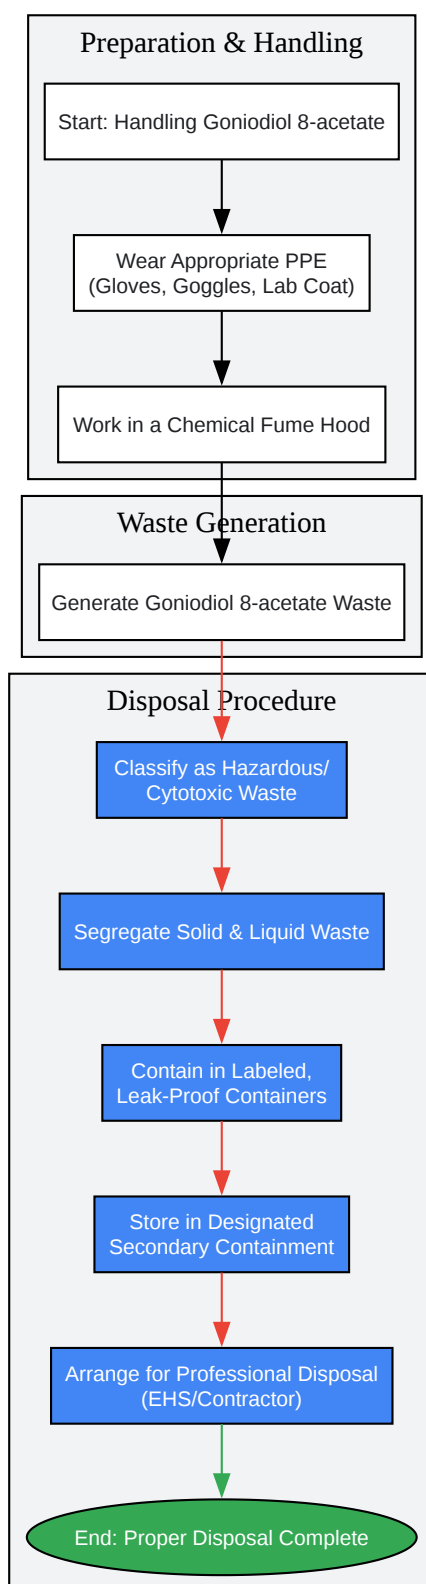 Preparation & Handling
Start: Handling Goniodiol 8-acetate
Wear Appropriate PPE
(Gloves, Goggles, Lab Coat)
Work in a Chemical Fume Hood
Waste Generation
Generate Goniodiol 8-acetate Waste
Disposal Procedure
Classify as Hazardous/
Cytotoxic Waste
Segregate Solid & Liquid Waste
Contain in Labeled,
Leak-Proof Containers
Store in Designated
Secondary Containment
Arrange for Professional Disposal
(EHS/Contractor)
End: Proper Disposal Complete